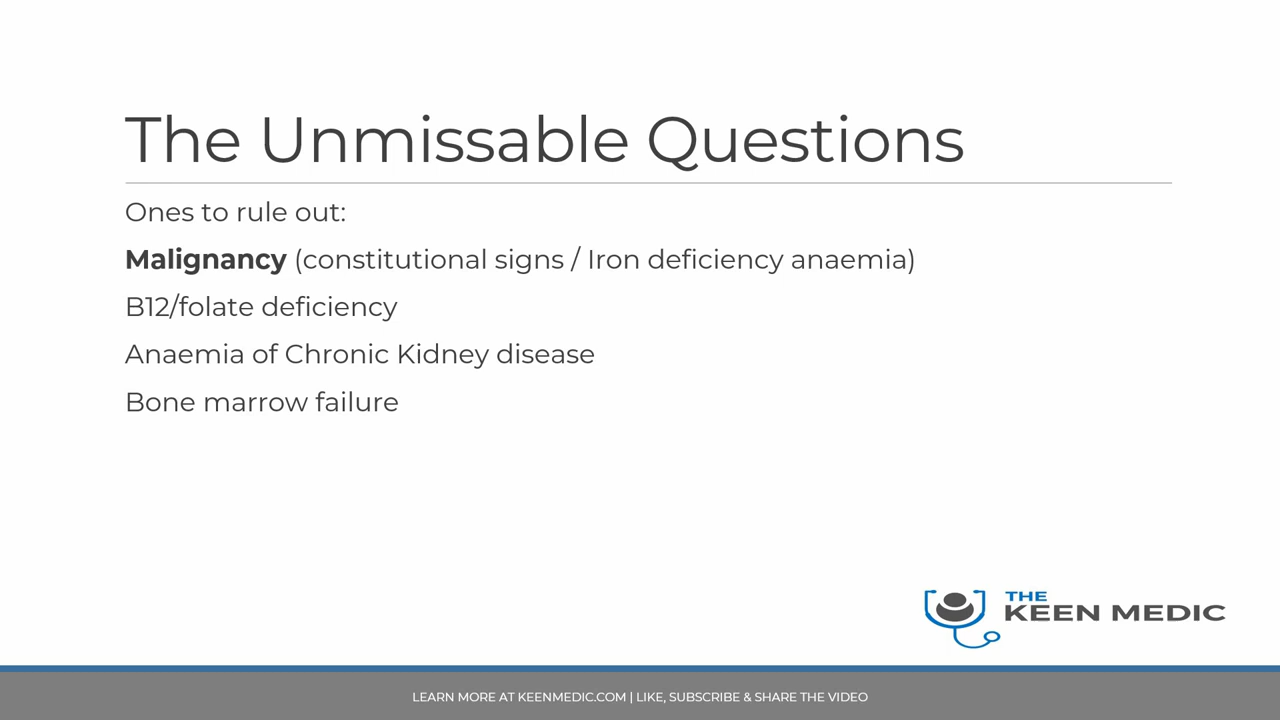 The Unmissable Questions
Ones to rule out:
Malignancy (constitutional signs / Iron deficiency anaemia)
B12/folate deficiency
Anaemia of Chronic Kidney disease
Bone marrow failure
THE
KEEN MEDIC
LEARN MORE AT KEENMEDIC.COM | LIKE, SUBSCRIBE & SHARE THE VIDEO